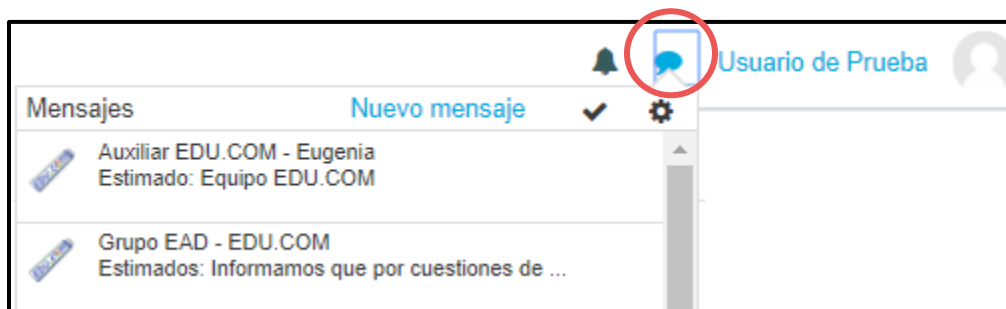 Usuario de Prueba
Mensajes Nuevo mensaje
Auxiliar EDU.COM - Eugenia
Estimado: Equipo EDU.COM
Grupo EAD - EDU.COM
Estimados: Informamos que por cuestiones de ...